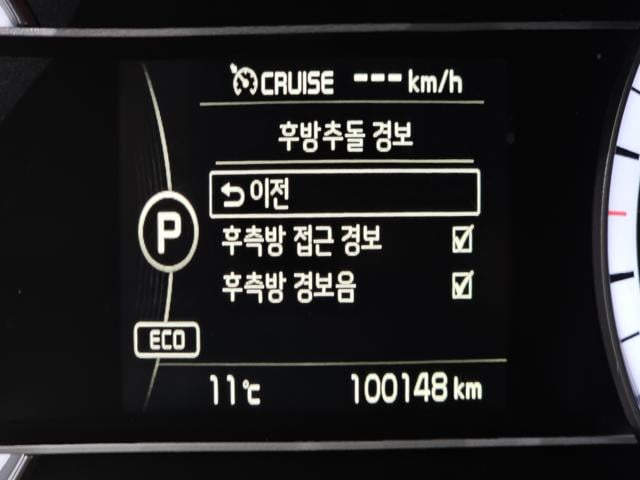 CRUISE --- km/h
후방추돌 경보
이전
P
후측방 접근 경보
후측방 경보음
ECO
11℃ 100148 km